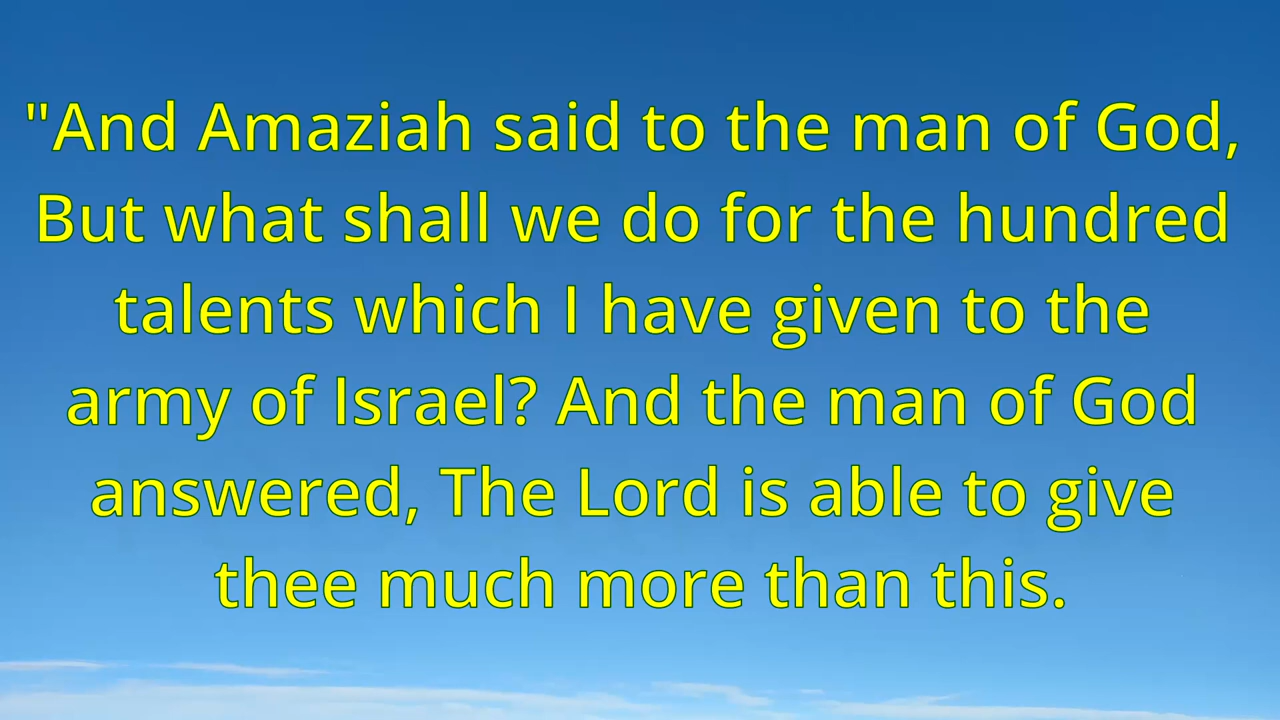 "And Amaziah said to the man of God,
But what shall we do for the hundred
talents which I have given to the
army of Israel? And the man of God
answered, The Lord is able to give
thee much more than this.